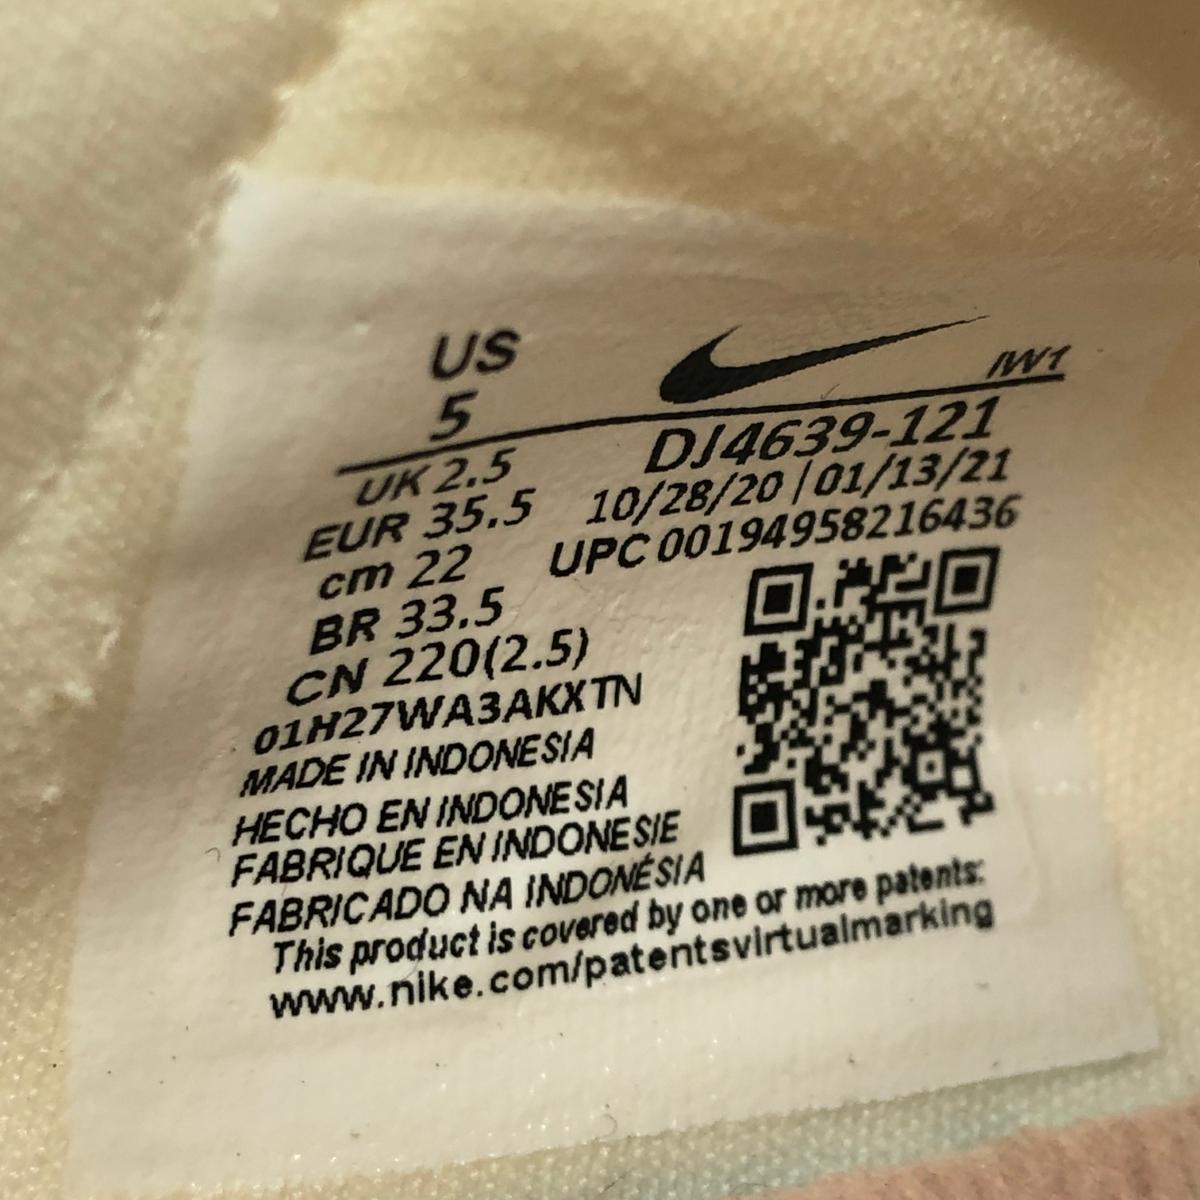 US
5
IW1
UK 2.5
DJ4639-121
EUR 35.5
10/28/20 | 01/13/21
cm 22
UPC 00194958216436
BR 33.5
CN 220(2.5)
01H27WA3AKXTN
MADE IN INDONESIA
HECHO EN INDONESIA
FABRIQUE EN INDONESIE
FABRICADO NA INDONÉSIA
This product is covered by one or more patents:
www.nike.com/patentsvirtualmarking